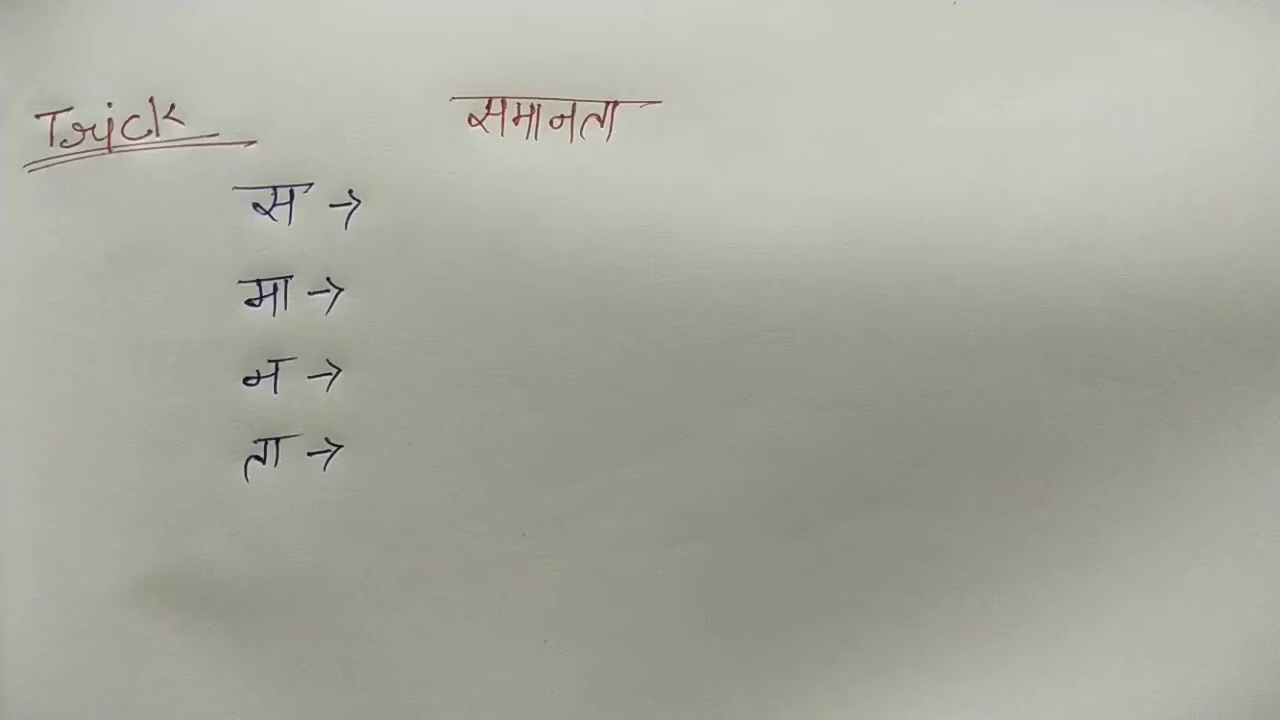 Trick समानता
स →
मा →
न →
ता →